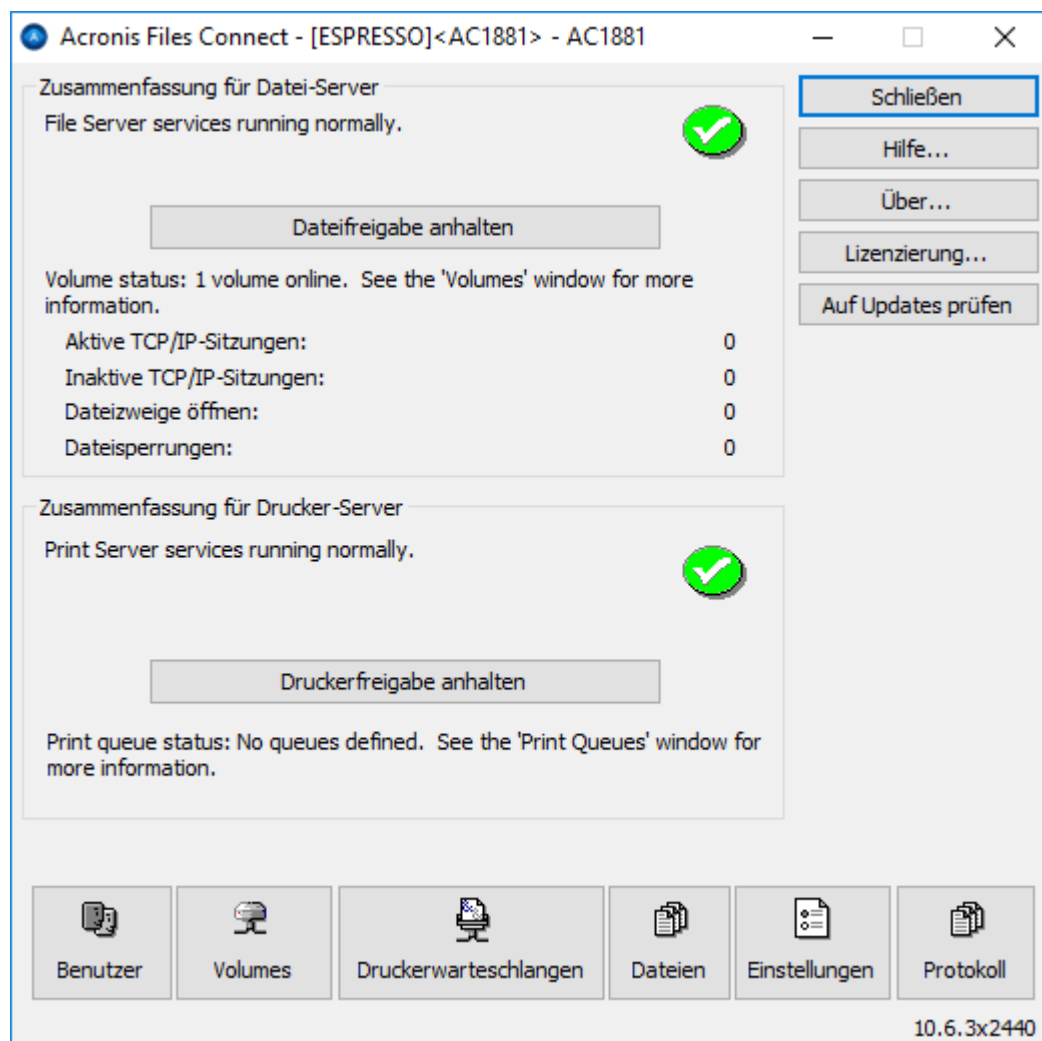 Acronis Files Connect - [ESPRESSO]<AC1881> - AC1881
Zusammenfassung für Datei-Server
File Server services running normally.
Dateifreigabe anhalten
Volume status: 1 volume online.  See the 'Volumes' window for more
information.
Aktive TCP/IP-Sitzungen: 0
Inaktive TCP/IP-Sitzungen: 0
Dateizweige öffnen: 0
Dateisperrungen: 0
Schließen
Hilfe...
Über...
Lizenzierung...
Auf Updates prüfen
Zusammenfassung für Drucker-Server
Print Server services running normally.
Druckerfreigabe anhalten
Print queue status: No queues defined.  See the 'Print Queues' window for
more information.
Benutzer
Volumes
Druckerwarteschlangen
Dateien
Einstellungen
Protokoll
10.6.3x2440